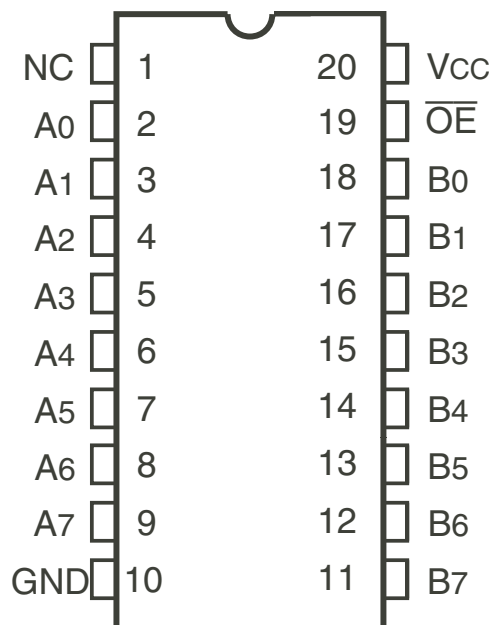 NC 1 20 VCC
A0 2 19 O̅E̅
A1 3 18 B0
A2 4 17 B1
A3 5 16 B2
A4 6 15 B3
A5 7 14 B4
A6 8 13 B5
A7 9 12 B6
GND 10 11 B7